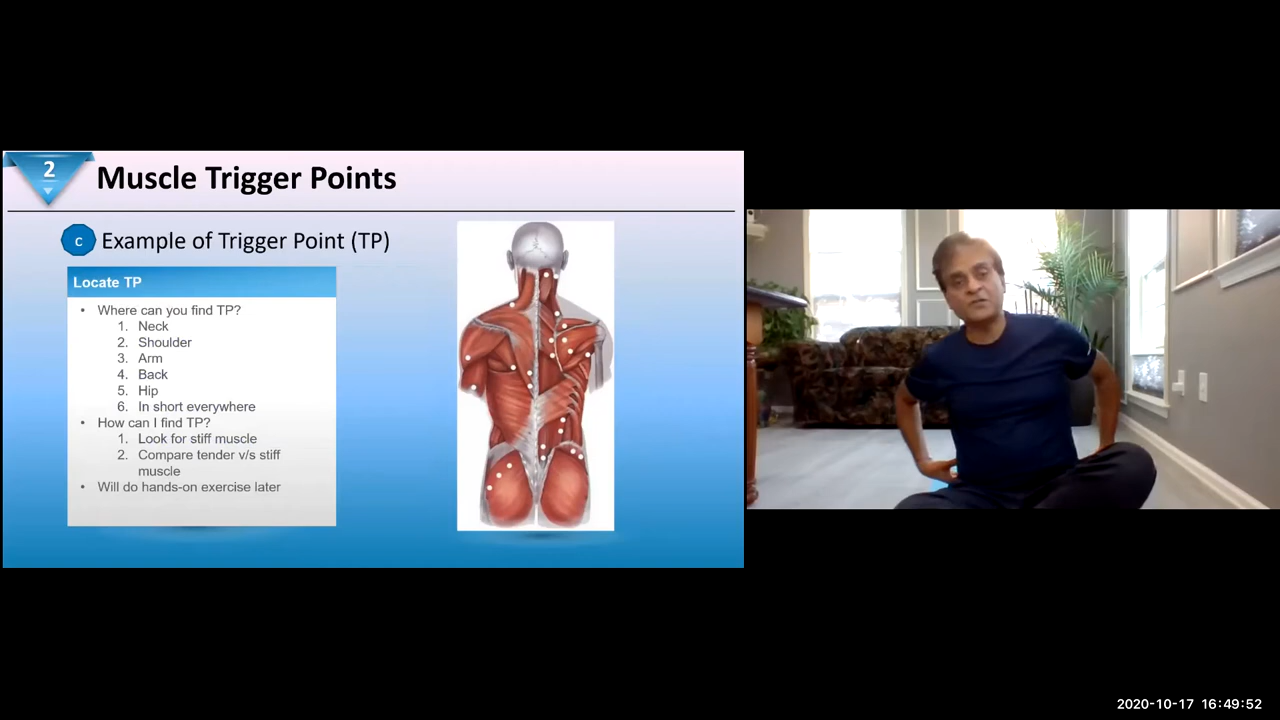 2
Muscle Trigger Points
C
Example of Trigger Point (TP)
Locate TP
• Where can you find TP?
1. Neck
2. Shoulder
3. Arm
4. Back
5. Hip
6. In short everywhere
• How can I find TP?
1. Look for stiff muscle
2. Compare tender v/s stiff
muscle
• Will do hands-on exercise later
2020-10-17 16:49:52